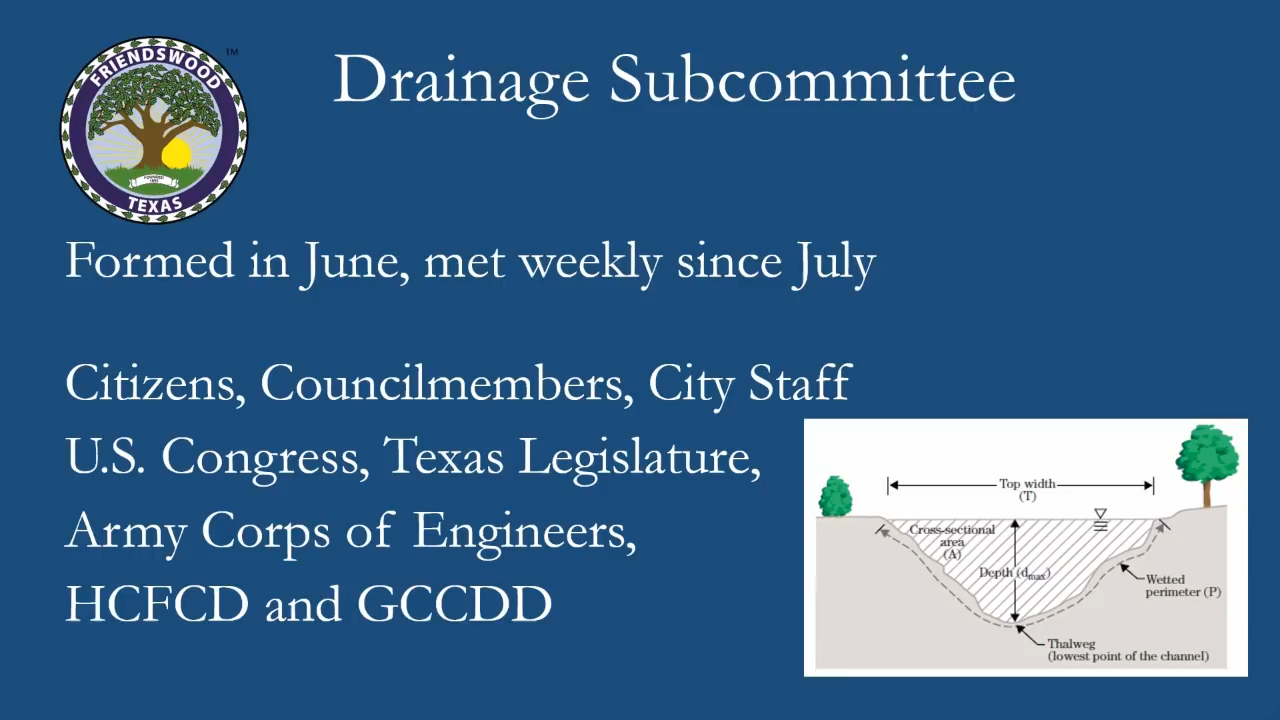 FRIENDSWOOD
TM
TEXAS
Drainage Subcommittee
Formed in June, met weekly since July
Citizens, Councilmembers, City Staff
U.S. Congress, Texas Legislature,
Army Corps of Engineers,
HCFCD and GCCDD
Top width
(T)
Cross-sectional
area
(A)
Depth (dmax)
Wetted
perimeter (P)
Thalweg
(lowest point of the channel)